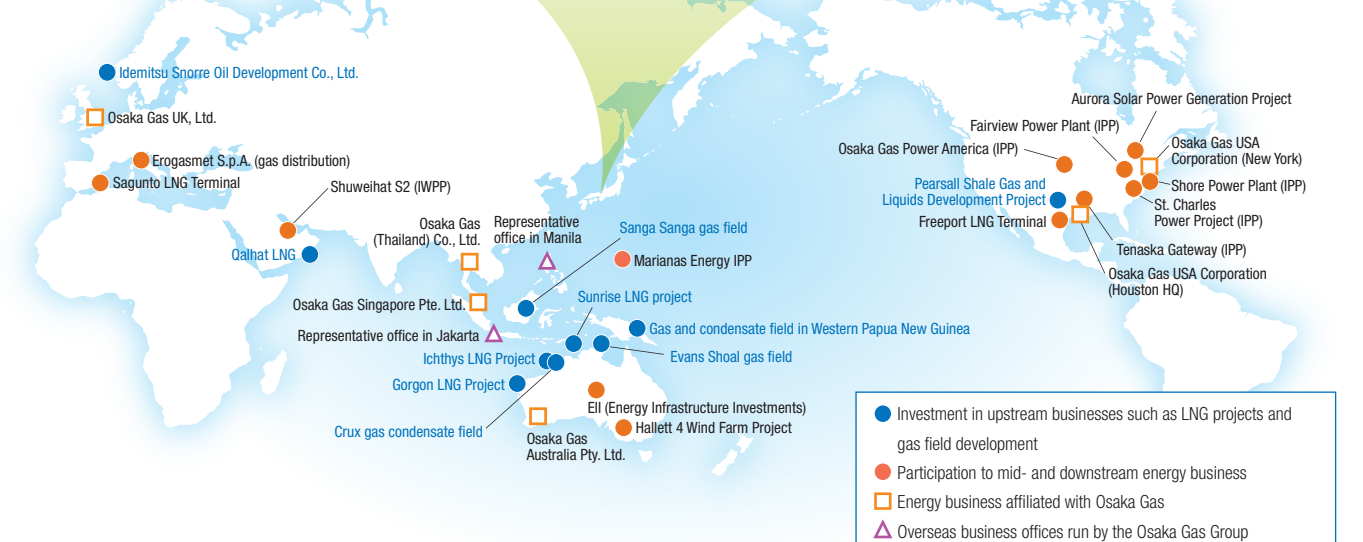 Idemitsu Snorre Oil Development Co., Ltd.
Osaka Gas UK, Ltd.
Erogasmet S.p.A. (gas distribution)
Sagunto LNG Terminal
Shuweihat S2 (IWPP)
Qalhat LNG
Osaka Gas
(Thailand) Co., Ltd.
Representative
office in Manila
Sanga Sanga gas field
Marianas Energy IPP
Osaka Gas Singapore Pte. Ltd.
Sunrise LNG project
Representative office in Jakarta
Gas and condensate field in Western Papua New Guinea
Ichthys LNG Project
Evans Shoal gas field
Gorgon LNG Project
Crux gas condensate field
EII (Energy Infrastructure Investments)
Hallett 4 Wind Farm Project
Osaka Gas
Australia Pty. Ltd.
Aurora Solar Power Generation Project
Fairview Power Plant (IPP)
Osaka Gas Power America (IPP)
Osaka Gas USA
Corporation (New York)
Pearsall Shale Gas and
Liquids Development Project
Shore Power Plant (IPP)
St. Charles
Power Project (IPP)
Freeport LNG Terminal
Tenaska Gateway (IPP)
Osaka Gas USA Corporation
(Houston HQ)
Investment in upstream businesses such as LNG projects and
gas field development
Participation to mid- and downstream energy business
Energy business affiliated with Osaka Gas
Overseas business offices run by the Osaka Gas Group